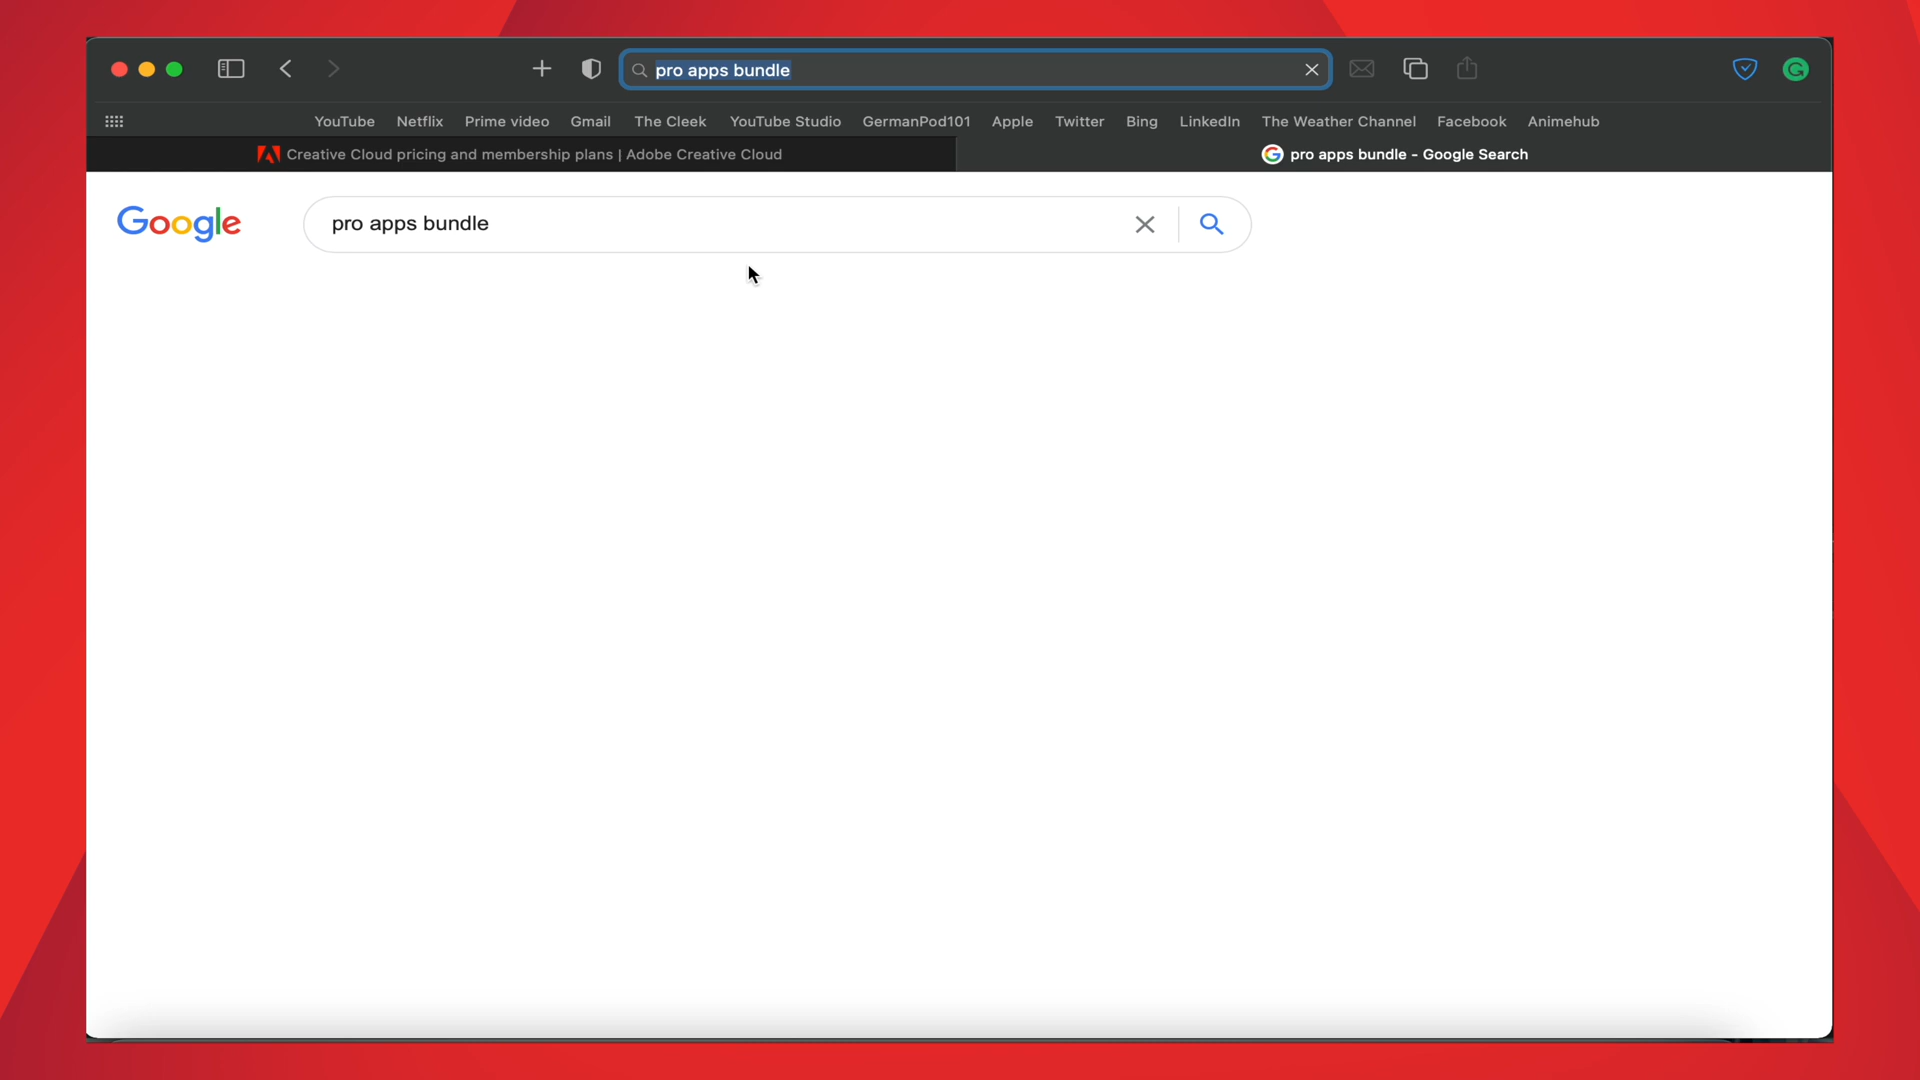 pro apps bundle
YouTube Netflix Prime video Gmail The Cleek YouTube Studio GermanPod101 Apple Twitter Bing LinkedIn The Weather Channel Facebook Animehub
Creative Cloud pricing and membership plans | Adobe Creative Cloud
pro apps bundle - Google Search
Google
pro apps bundle